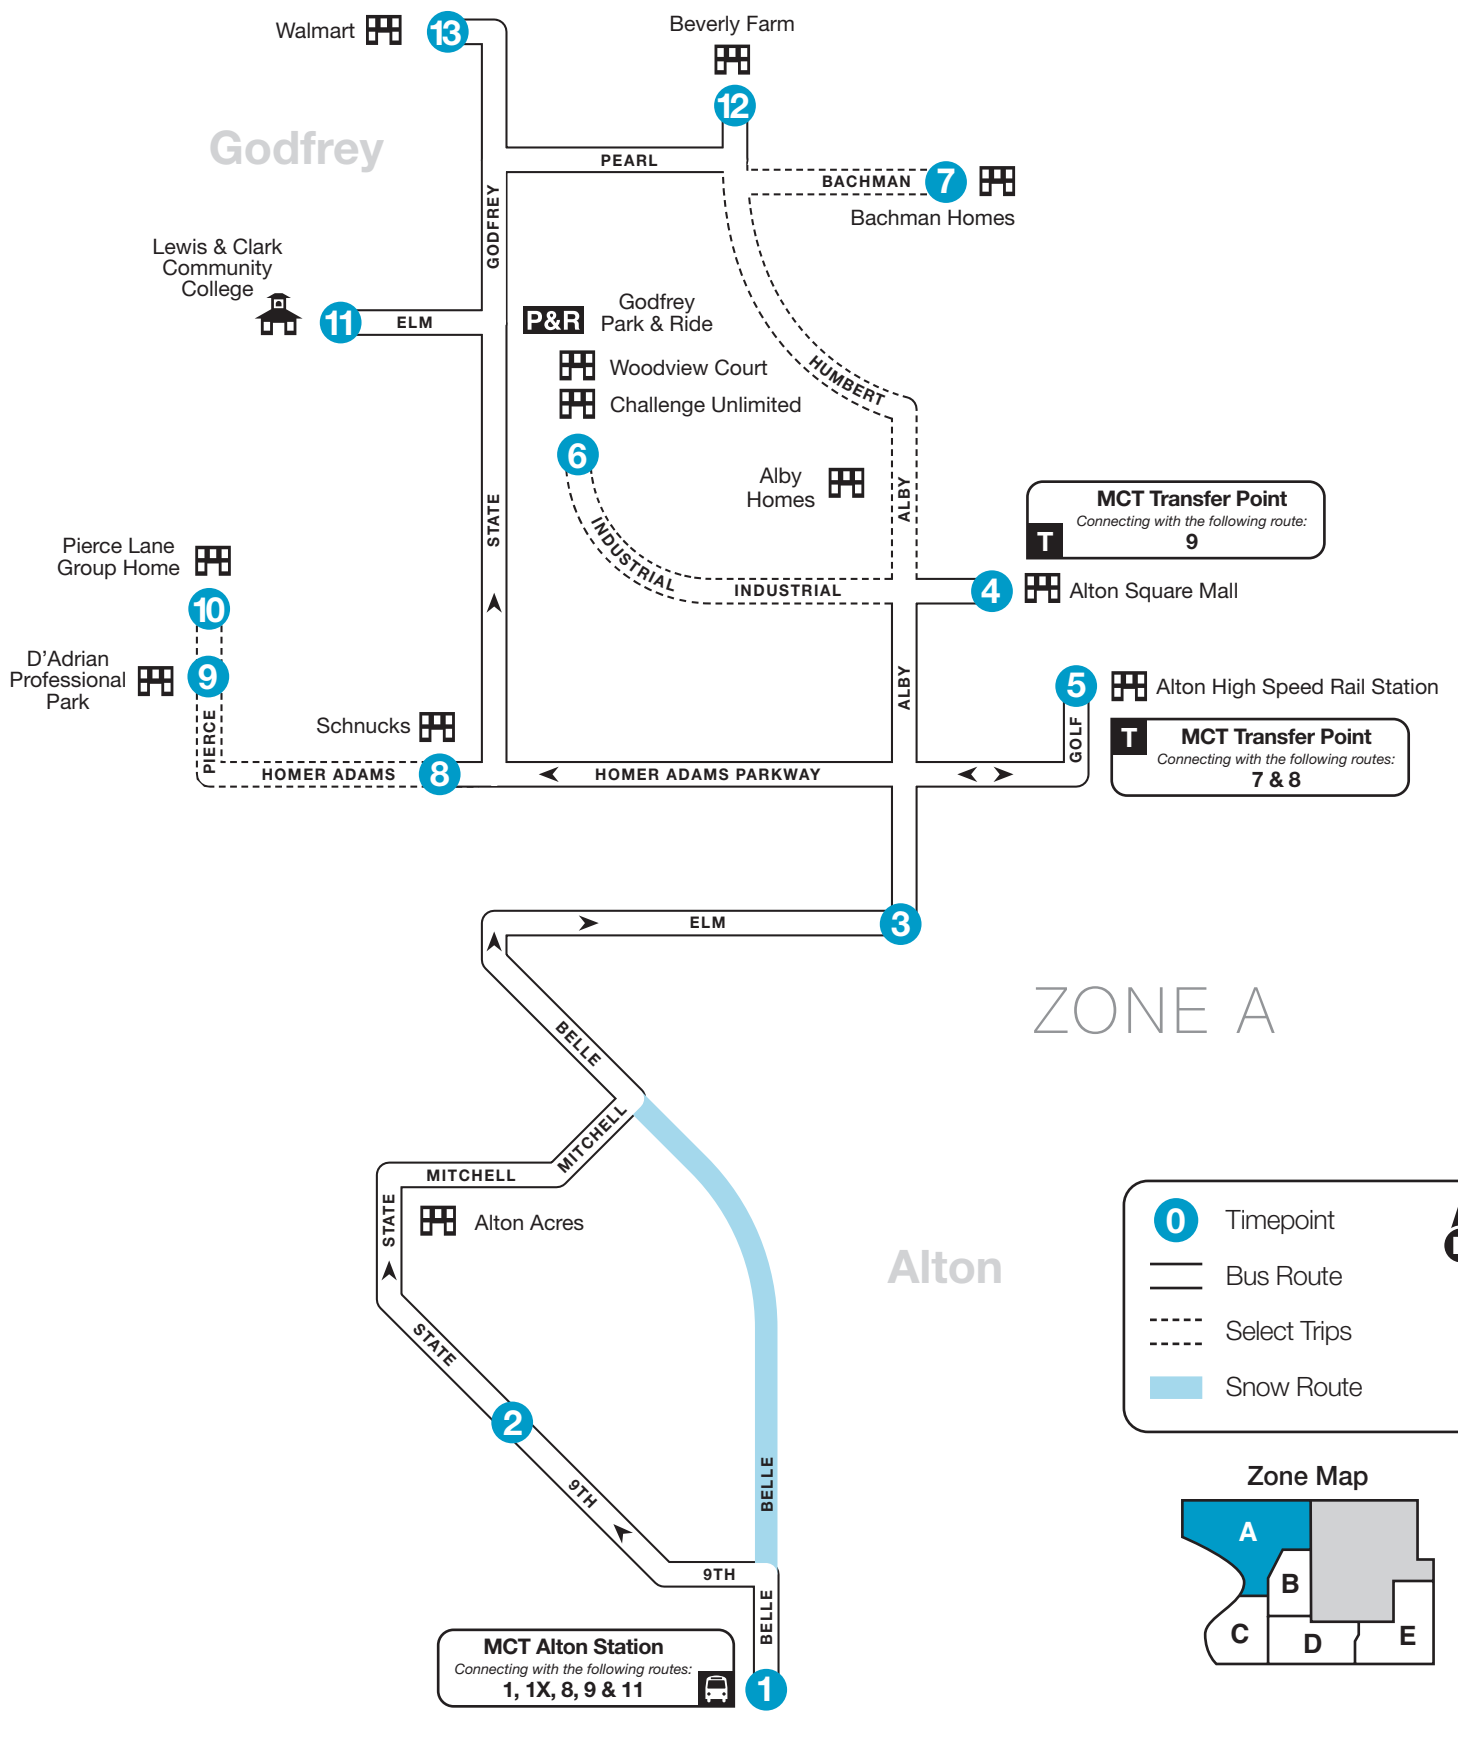 Walmart
13
Beverly Farm
12
Godfrey
PEARL
BACHMAN
7
Bachman Homes
GODFREY
Lewis & Clark
Community
College
11
ELM
P&R
Godfrey
Park & Ride
Woodview Court
Challenge Unlimited
HUMBERT
6
Alby
Homes
ALBY
STATE
INDUSTRIAL
INDUSTRIAL
MCT Transfer Point
Connecting with the following route:
T
9
4
Alton Square Mall
Pierce Lane
Group Home
10
D'Adrian
Professional
Park
9
PIERCE
ALBY
5
Alton High Speed Rail Station
GOLF
T
MCT Transfer Point
Connecting with the following routes:
7 & 8
Schnucks
HOMER ADAMS
8
HOMER ADAMS PARKWAY
ELM
3
ZONE A
BELLE
MITCHELL
MITCHELL
STATE
Alton Acres
Alton
STATE
2
9TH
BELLE
9TH
BELLE
MCT Alton Station
Connecting with the following routes:
1, 1X, 8, 9 & 11
1
0
Timepoint
Bus Route
Select Trips
Snow Route
Zone Map
A
B
C
D
E